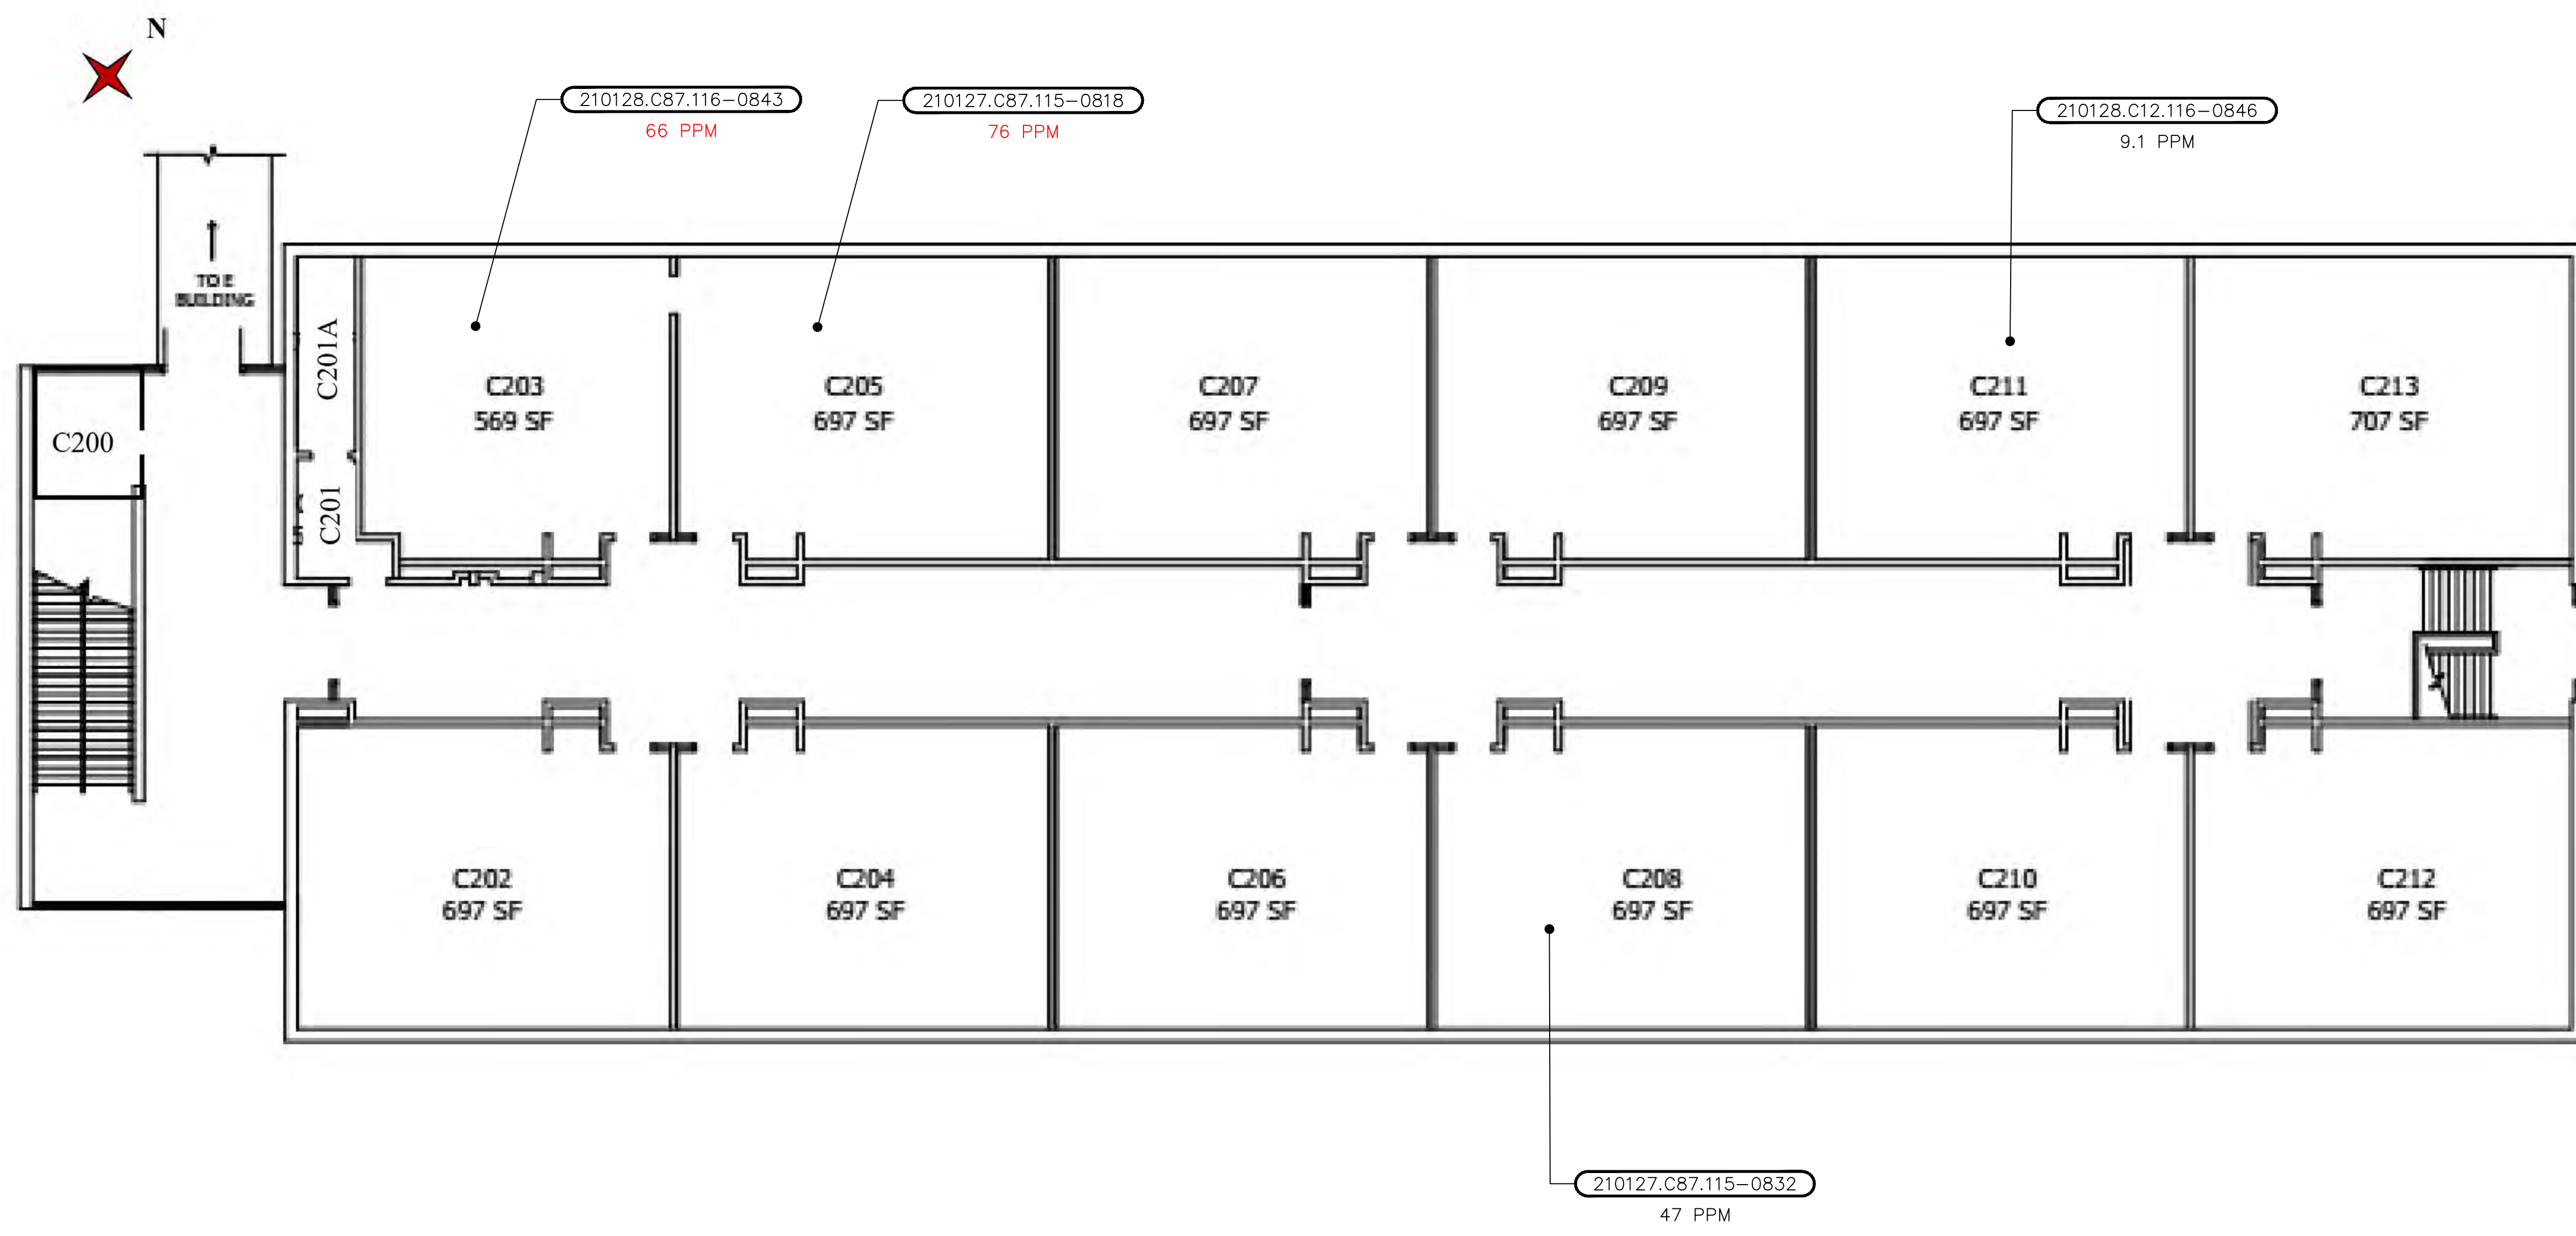 N
210128.C87.116-0843
66 PPM
210127.C87.115-0818
76 PPM
210128.C12.116-0846
9.1 PPM
TO E
BUILDING
C200
C201A
C201
C203
569 SF
C205
697 SF
C207
697 SF
C209
697 SF
C211
697 SF
C213
707 SF
C202
697 SF
C204
697 SF
C206
697 SF
C208
697 SF
C210
697 SF
C212
697 SF
210127.C87.115-0832
47 PPM